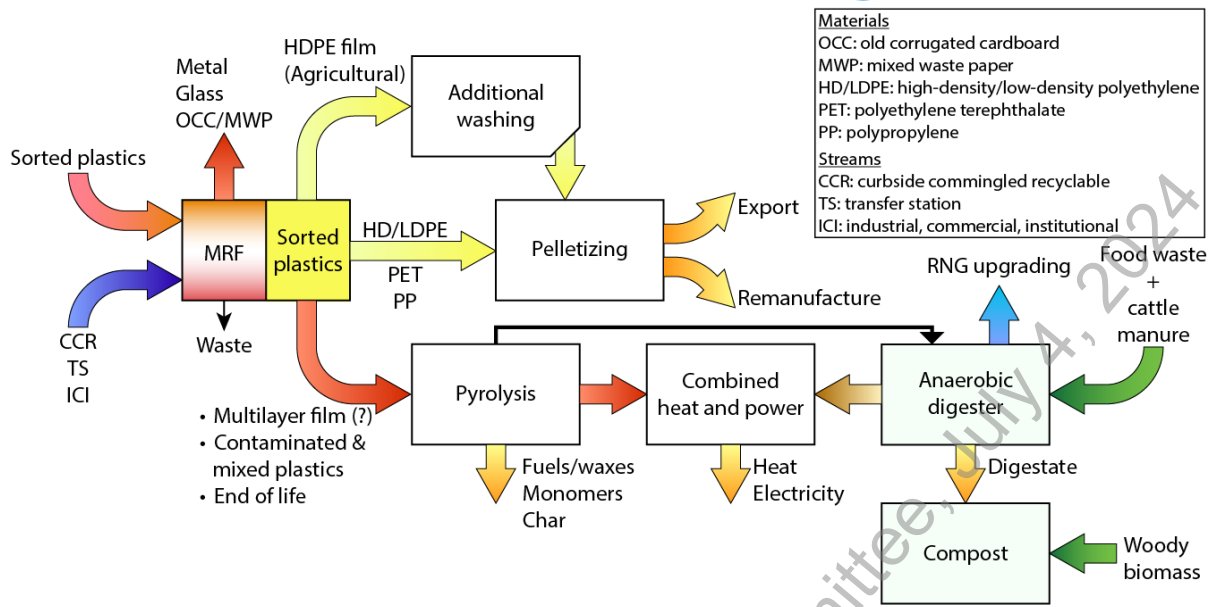 Materials
OCC: old corrugated cardboard
MWP: mixed waste paper
HD/LDPE: high-density/low-density polyethylene
PET: polyethylene terephthalate
PP: polypropylene
Streams
CCR: curbside commingled recyclable
TS: transfer station
ICI: industrial, commercial, institutional
HDPE film
(Agricultural)
Metal
Glass
OCC/MWP
Additional
washing
Sorted plastics
MRF
Sorted
plastics
HD/LDPE
PET
PP
Pelletizing
Export
Remanufacture
RNG upgrading
Food waste
+
cattle
manure
CCR
TS
ICI
Waste
Pyrolysis
Combined
heat and power
Anaerobic
digester
• Multilayer film (?)
• Contaminated &
mixed plastics
• End of life
Fuels/waxes
Monomers
Char
Heat
Electricity
Digestate
Compost
Woody
biomass
July 4, 2024